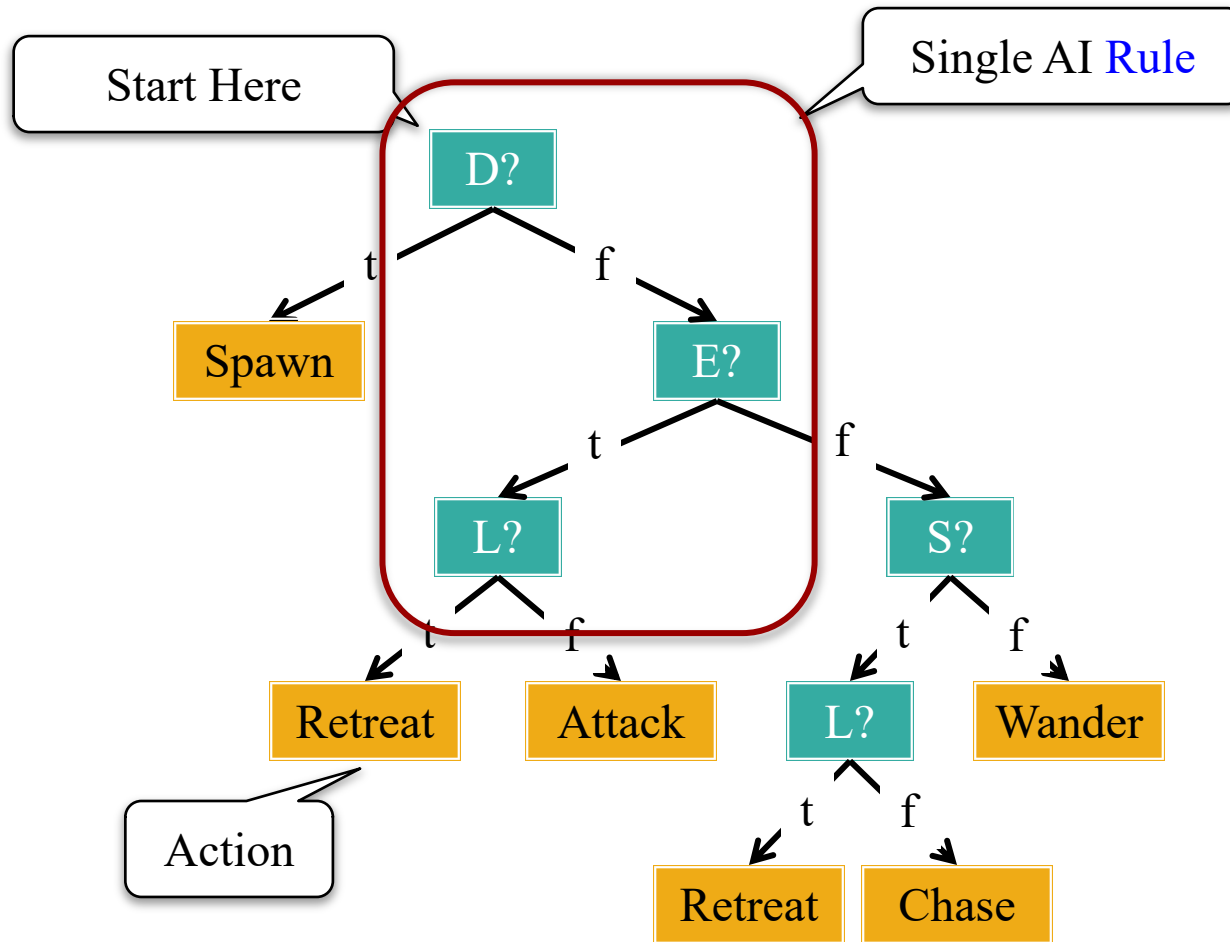 Start Here
Single AI Rule
D?
t
f
Spawn
E?
t
f
L?
S?
t
f
t
f
Retreat
Attack
L?
Wander
Action
t
f
Retreat
Chase